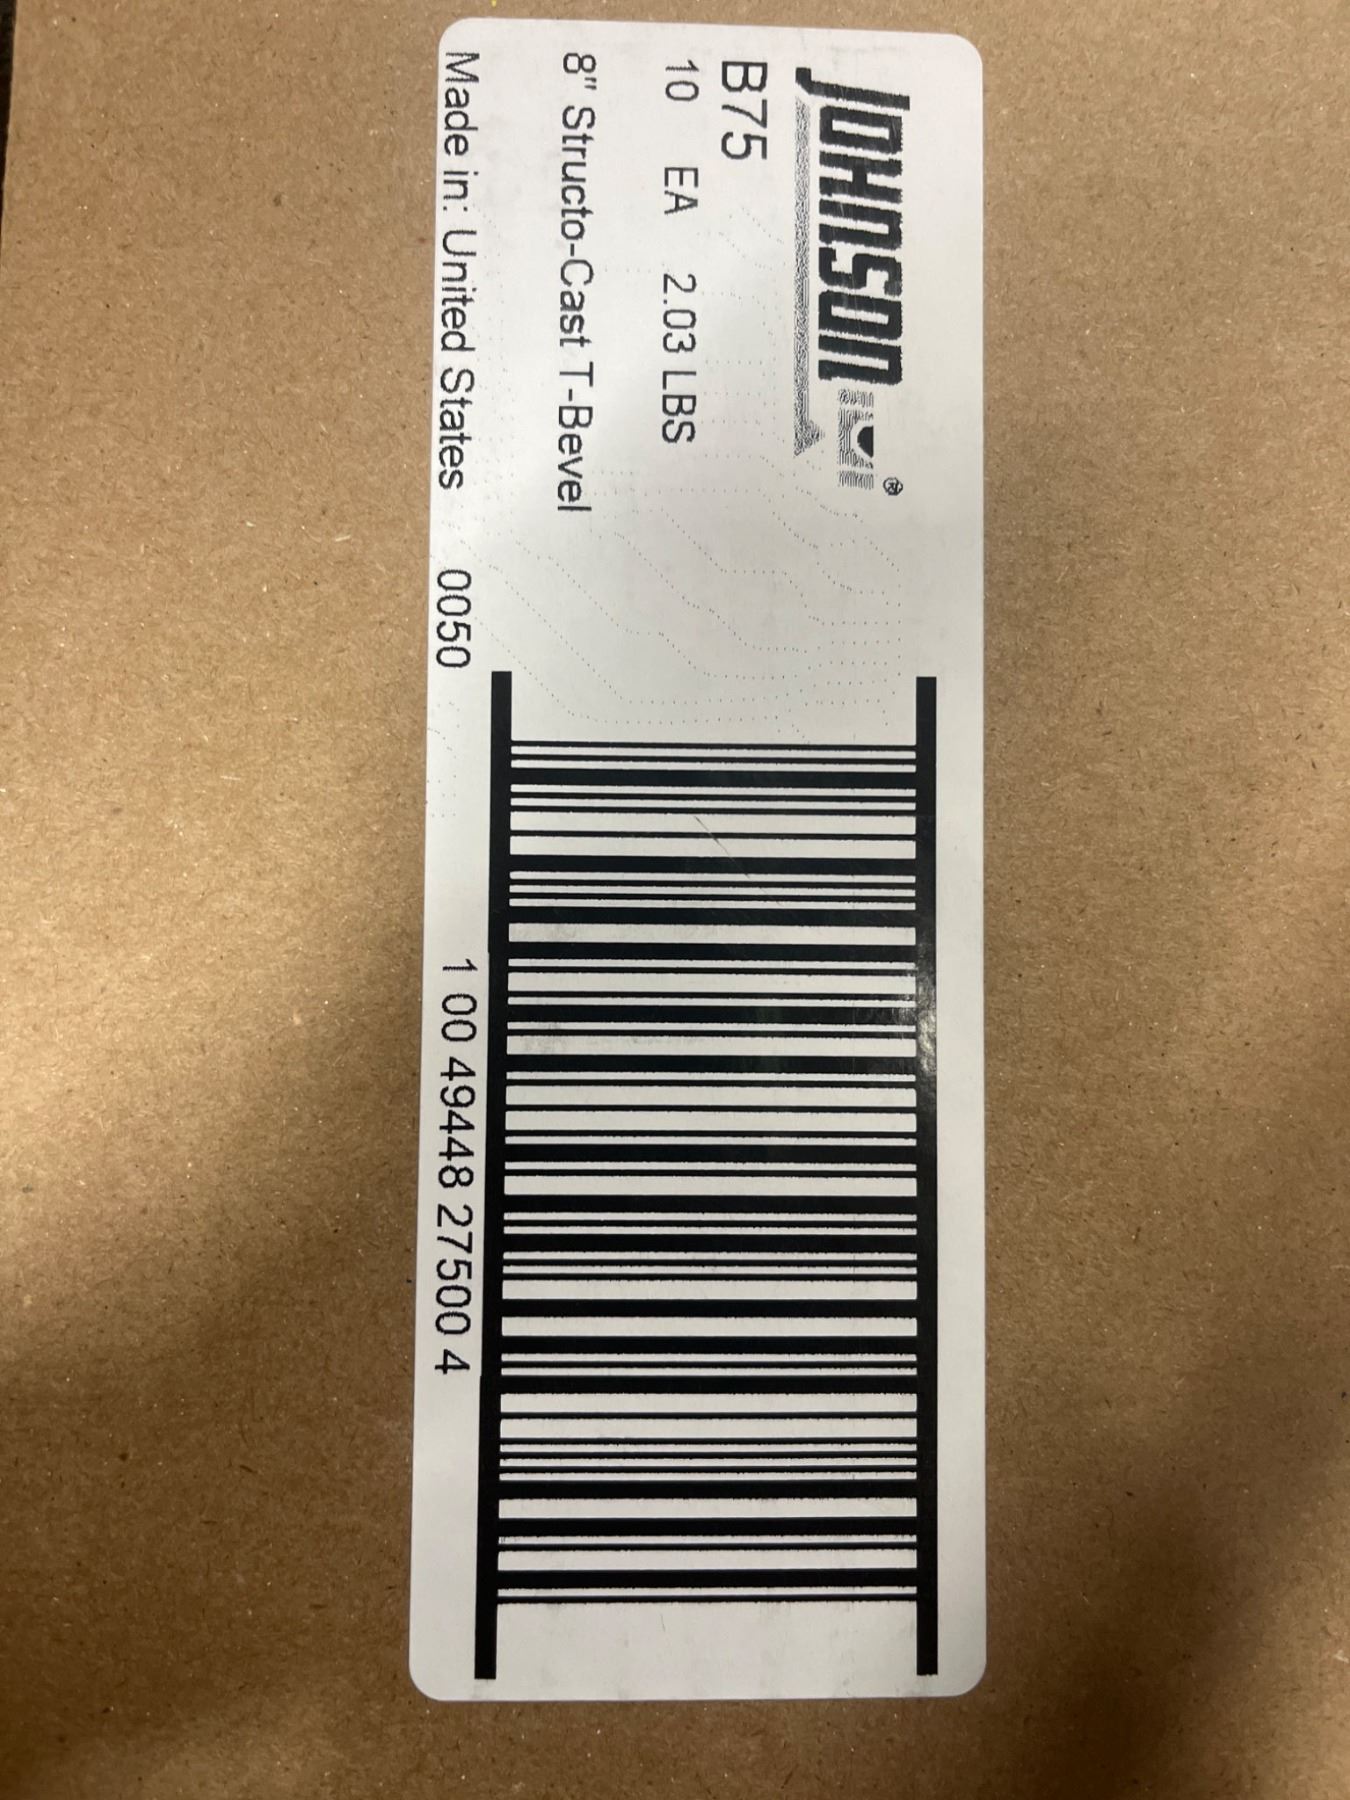 JOHNSON ®
B75
10 EA 2.03 LBS
8" Structo-Cast T-Bevel
Made in: United States 0050
1 00 49448 27500 4